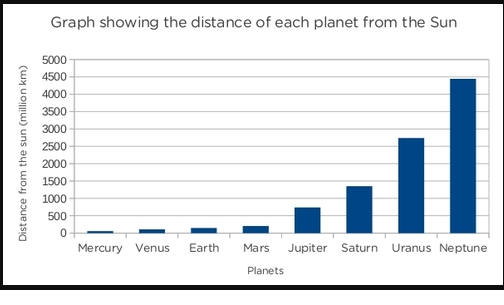 Graph showing the distance of each planet from the Sun
Distance from the sun (million km)
5000
4500
4000
3500
3000
2500
2000
1500
1000
500
0
Mercury Venus Earth Mars Jupiter Saturn Uranus Neptune
Planets